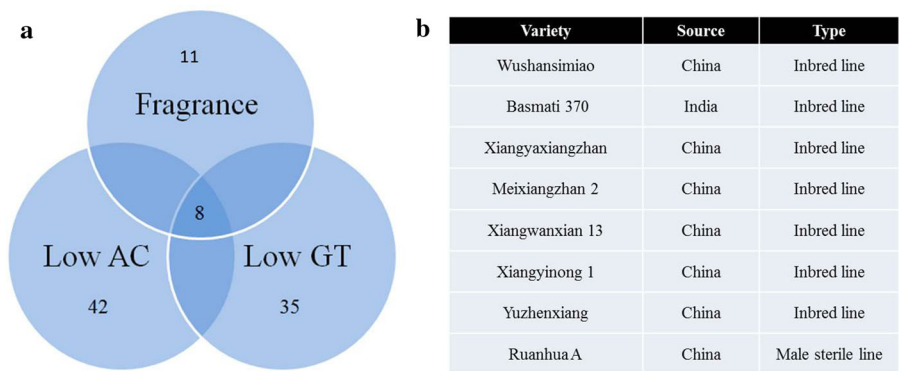 a
11
Fragrance
8
Low AC
Low GT
42
35
b
Variety Source Type
Wushansimiao China Inbred line
Basmati 370 India Inbred line
Xiangyaxiangzhan China Inbred line
Meixiangzhan 2 China Inbred line
Xiangwanxian 13 China Inbred line
Xiangyinong 1 China Inbred line
Yuzhenxiang China Inbred line
Ruanhua A China Male sterile line